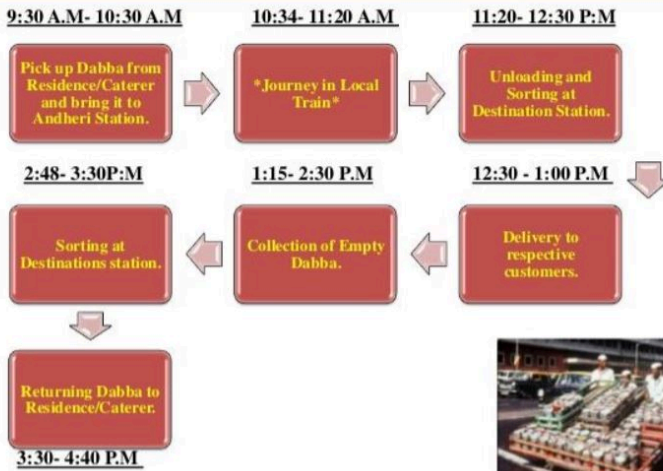 9:30 A.M- 10:30 A.M
Pick up Dabba from
Residence/Caterer
and bring it to
Andheri Station.
10:34- 11:20 A.M
*Journey in Local
Train*
11:20- 12:30 P:M
Unloading and
Sorting at
Destination Station.
12:30 - 1:00 P.M
Delivery to
respective
customers.
1:15- 2:30 P.M
Collection of Empty
Dabba.
2:48- 3:30P:M
Sorting at
Destinations station.
Returning Dabba to
Residence/Caterer.
3:30- 4:40 P.M